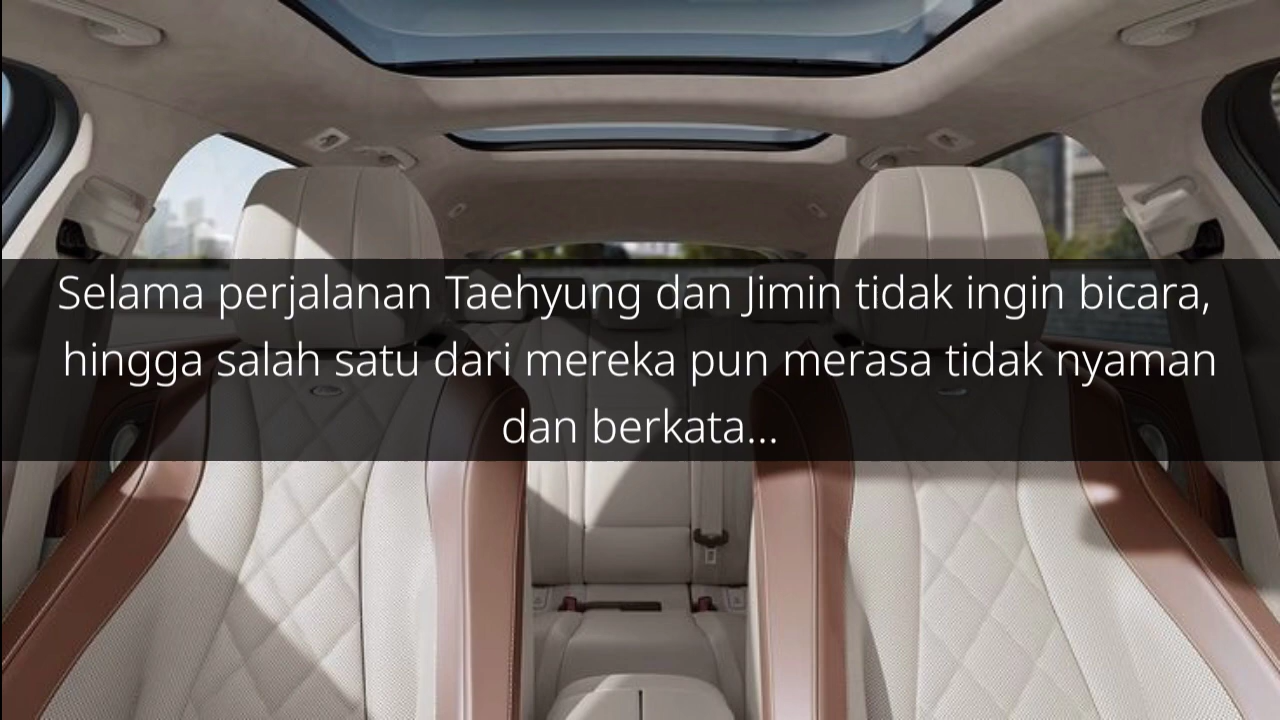 Selama perjalanan Taehyung dan Jimin tidak ingin bicara,
hingga salah satu dari mereka pun merasa tidak nyaman
dan berkata...